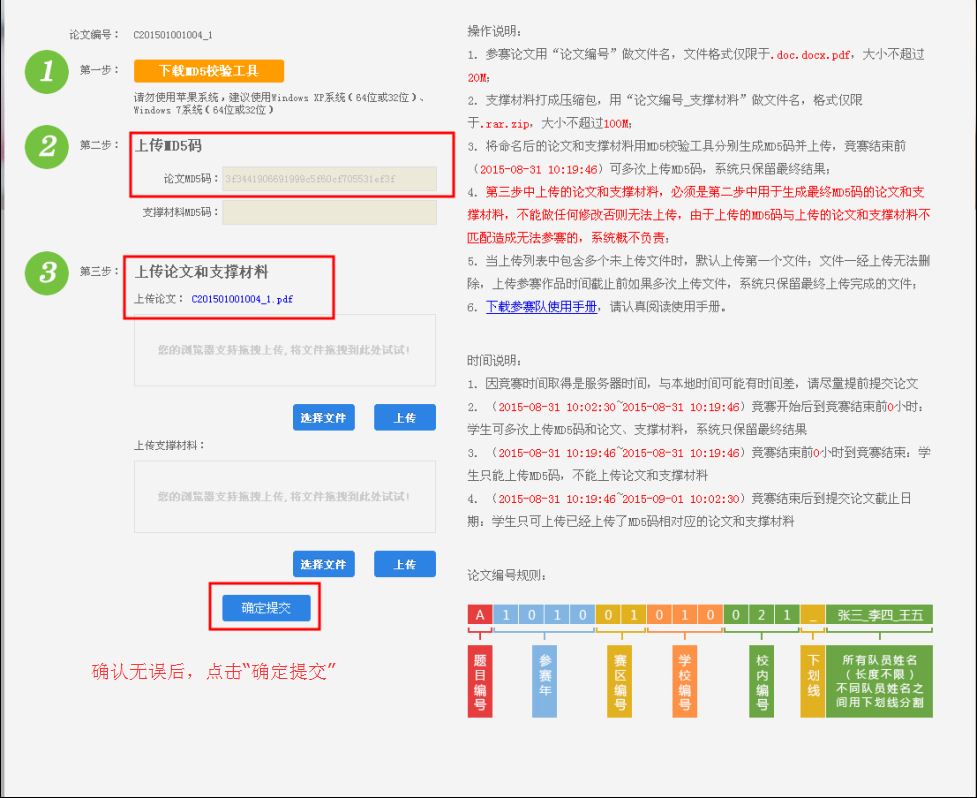 论文编号： C201501001004_1
1 第一步： 下载MD5校验工具
请勿使用苹果系统，建议使用Windows XP系统（64位或32位）、
Windows 7系统（64位或32位）
2 第二步： 上传MD5码
论文MD5码： 3f3441906691999c5f60cf705531ef3f
支撑材料MD5码：
3 第三步： 上传论文和支撑材料
上传论文： C201501001004_1.pdf
您的浏览器支持拖拽上传,将文件拖拽到此处试试!
选择文件 上传
上传支撑材料：
您的浏览器支持拖拽上传,将文件拖拽到此处试试!
选择文件 上传
确定提交
确认无误后，点击“确定提交”
操作说明：
1. 参赛论文用“论文编号”做文件名，文件格式仅限于.doc.docx.pdf，大小不超过
20M；
2. 支撑材料打成压缩包，用“论文编号_支撑材料”做文件名，格式仅限
于.rar.zip，大小不超过100M；
3. 将命名后的论文和支撑材料用MD5校验工具分别生成MD5码并上传，竞赛结束前
（2015-08-31 10:19:46）可多次上传MD5码，系统只保留最终结果；
4. 第三步中上传的论文和支撑材料，必须是第二步中用于生成最终MD5码的论文和支
撑材料，不能做任何修改否则无法上传，由于上传的MD5码与上传的论文和支撑材料不
匹配造成无法参赛的，系统概不负责；
5. 当上传列表中包含多个未上传文件时，默认上传第一个文件；文件一经上传无法删
除，上传参赛作品时间截止前如果多次上传文件，系统只保留最终上传完成的文件；
6. 下载参赛队使用手册，请认真阅读使用手册。
时间说明：
1. 因竞赛时间取得是服务器时间，与本地时间可能有时间差，请尽量提前提交论文
2. （2015-08-31 10:02:30~2015-08-31 10:19:46）竞赛开始后到竞赛结束前0小时：
学生可多次上传MD5码和论文、支撑材料，系统只保留最终结果
3. （2015-08-31 10:19:46~2015-08-31 10:19:46）竞赛结束前0小时到竞赛结束：学
生只能上传MD5码，不能上传论文和支撑材料
4. （2015-08-31 10:19:46~2015-09-01 10:02:30）竞赛结束后到提交论文截止日
期：学生只可上传已经上传了MD5码相对应的论文和支撑材料
论文编号规则：
A 1 0 1 0 0 1 0 1 0 0 2 1 _ 张三_李四_王五
题目编号
参赛年
赛区编号
学校编号
校内编号
下划线
所有队员姓名
（长度不限）
不同队员姓名之
间用下划线分割